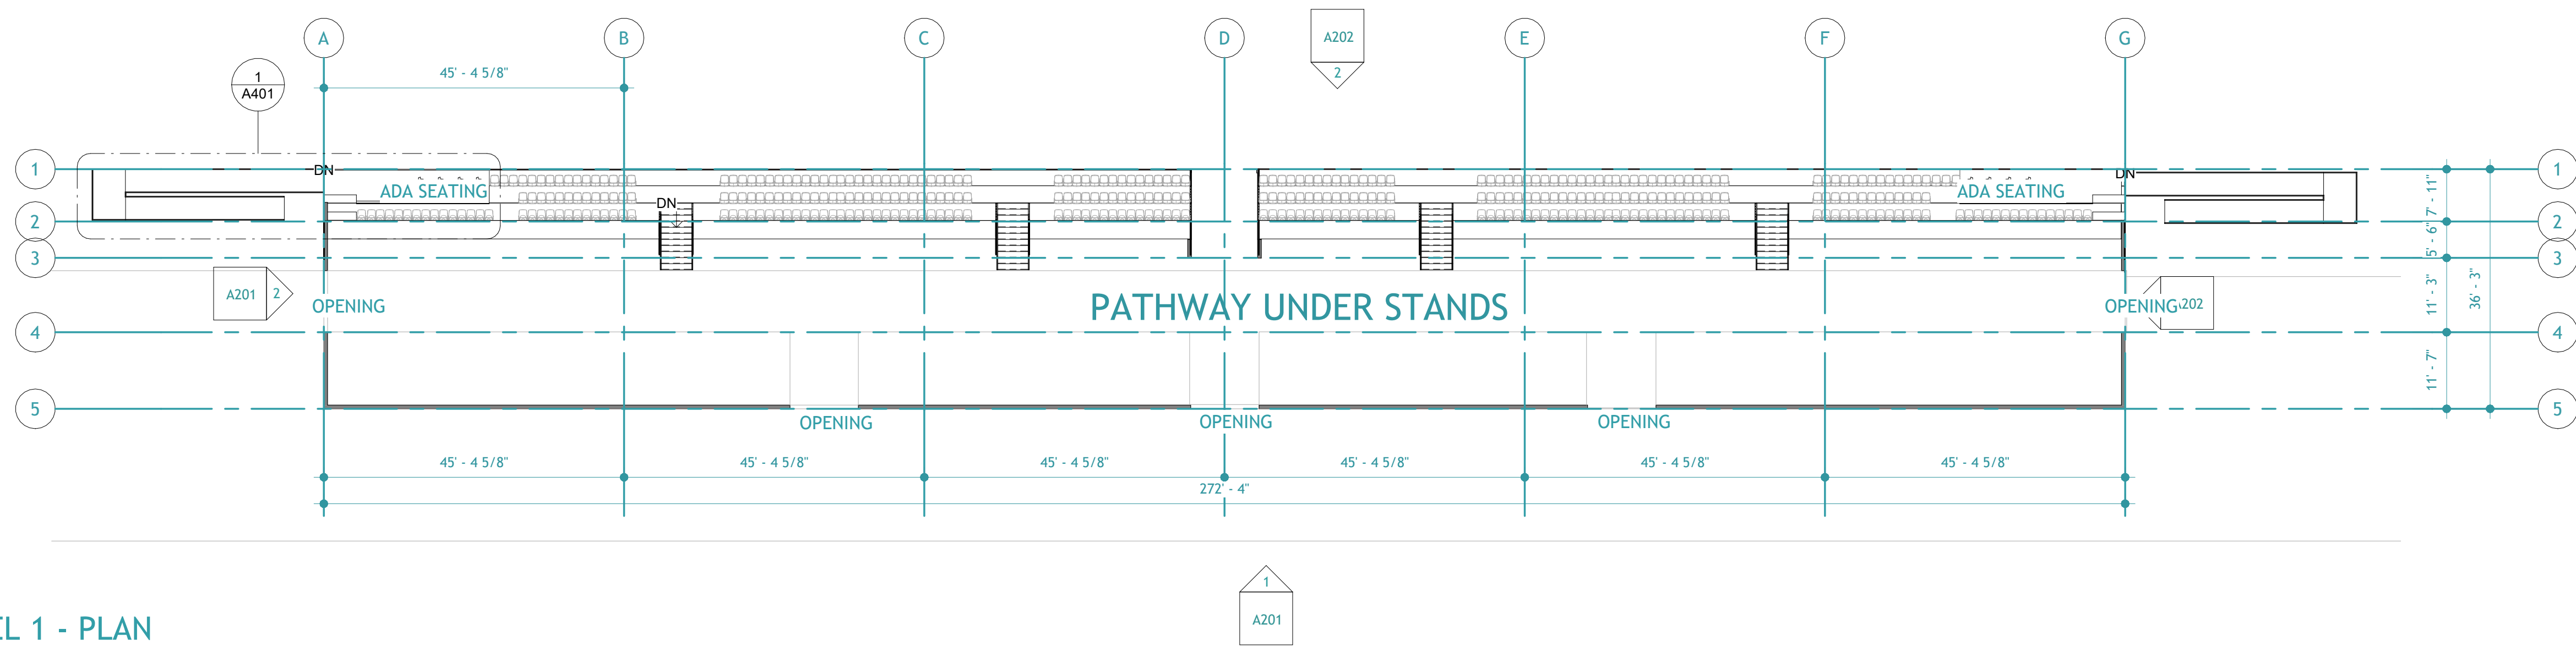 A
B
C
D
E
F
G
A202
2
1
A401
45' - 4 5/8"
1
DN
DN
1
ADA SEATING
ADA SEATING
DN
2
2
3
3
7' - 11"
5' - 6"
11' - 3"
36' - 3"
11' - 7"
A201
2
OPENING
PATHWAY UNDER STANDS
OPENING
4
4
5
5
OPENING
OPENING
OPENING
45' - 4 5/8"
45' - 4 5/8"
45' - 4 5/8"
45' - 4 5/8"
45' - 4 5/8"
45' - 4 5/8"
272' - 4"
1
A201
1 - PLAN